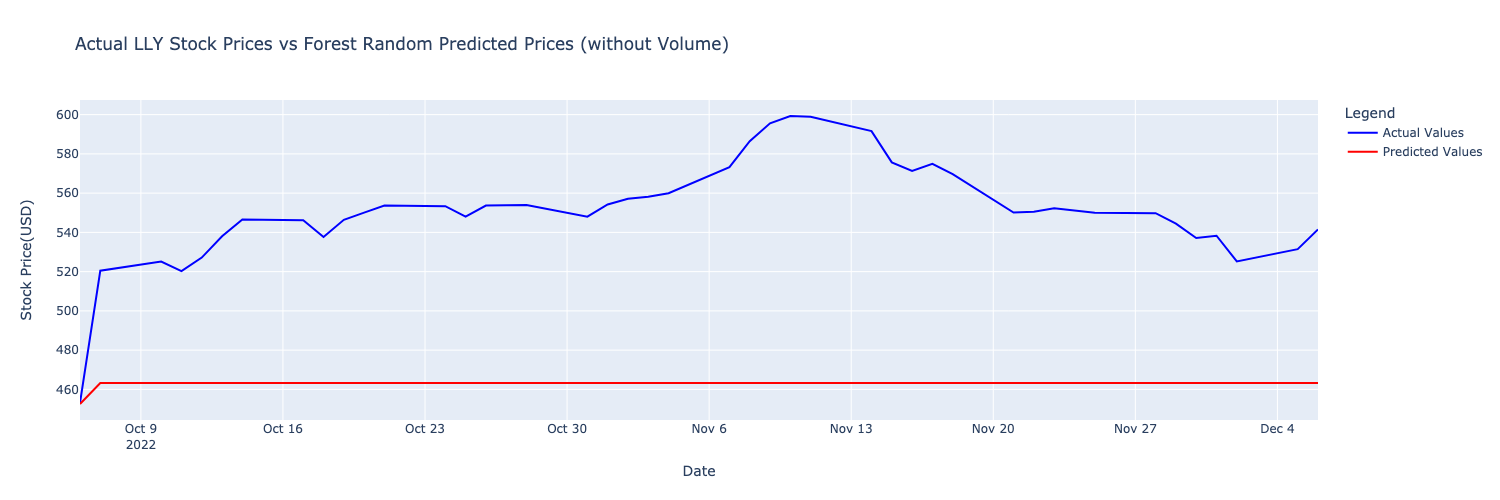 Actual LLY Stock Prices vs Forest Random Predicted Prices (without Volume)
Legend
Actual Values
Predicted Values
Stock Price(USD)
600
580
560
540
520
500
480
460
Oct 9
2022
Oct 16
Oct 23
Oct 30
Nov 6
Nov 13
Nov 20
Nov 27
Dec 4
Date